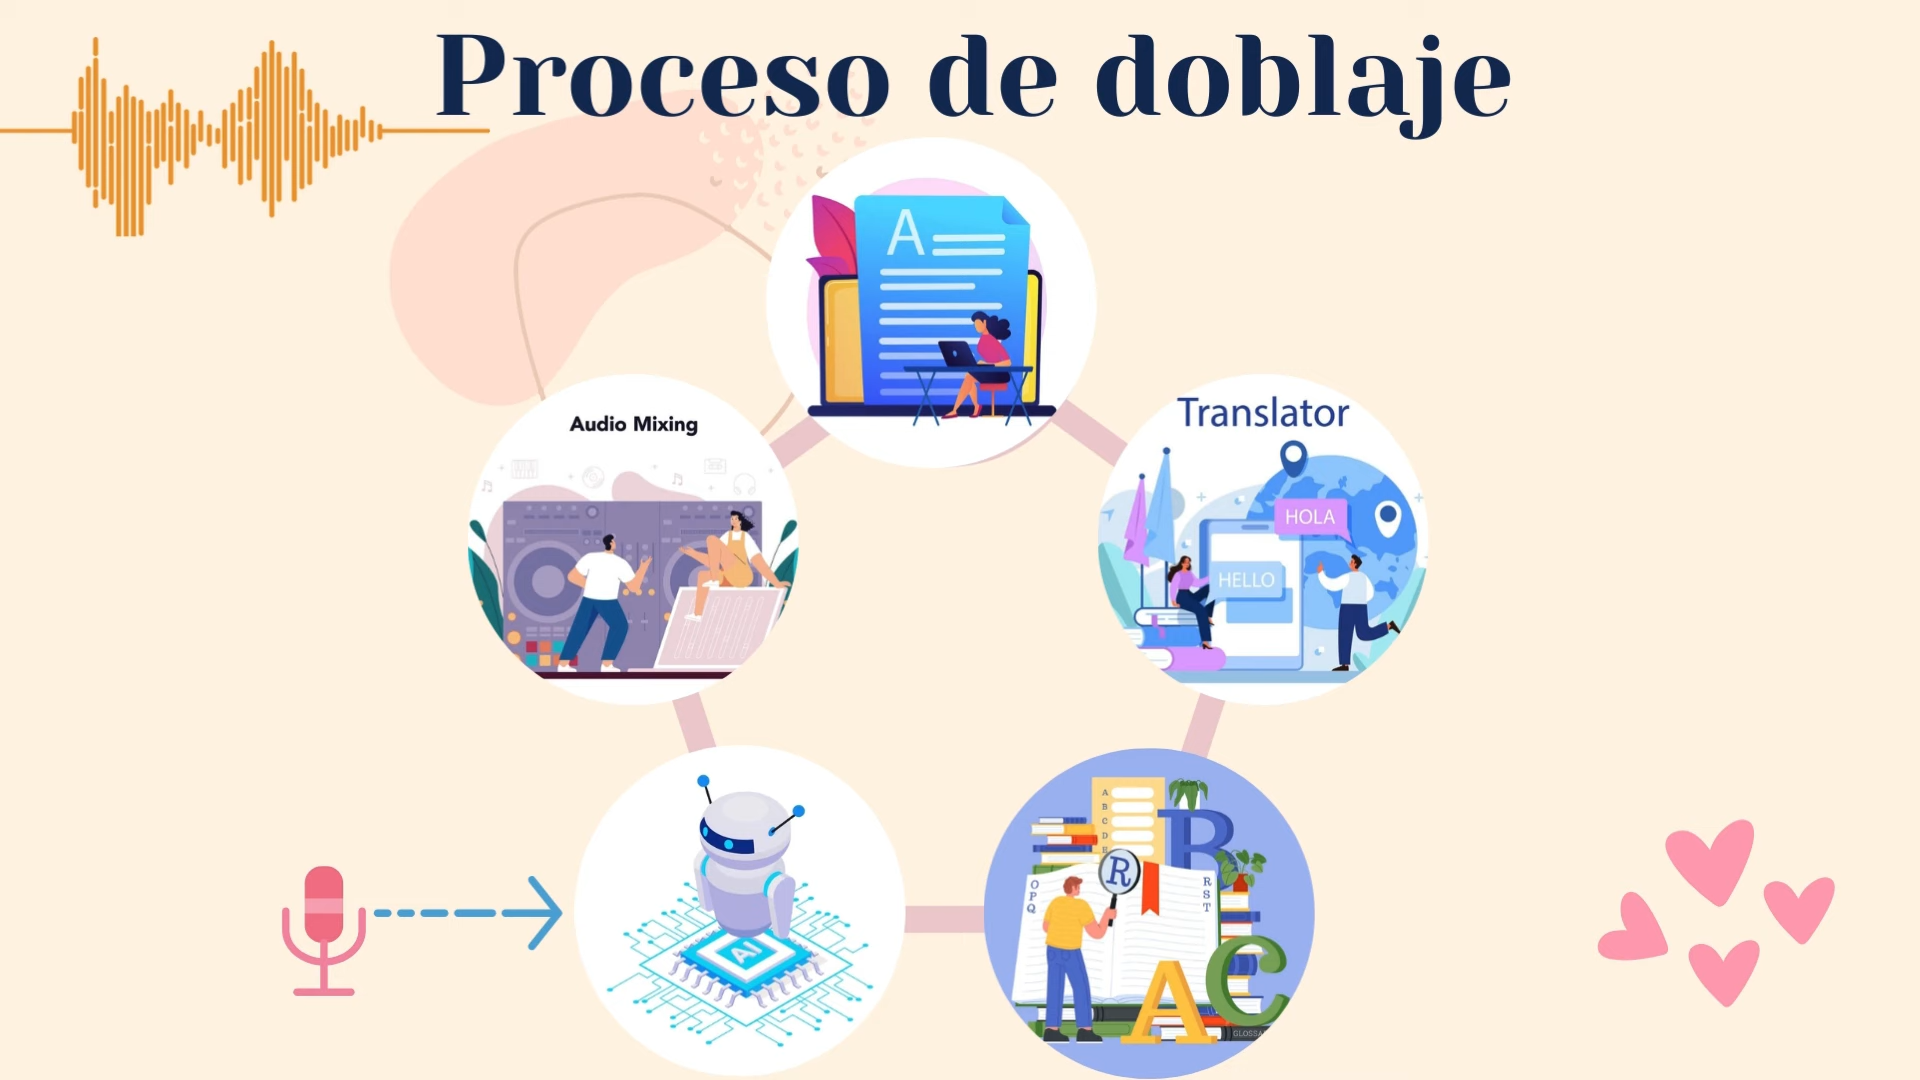 Proceso de doblaje
A
Audio Mixing
Translator
HOLA
HELLO
AI
A
B
C
D
R
B
O
P
Q
R
S
T
A
C